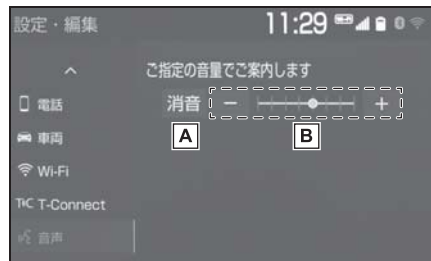 設定・編集
11:29
ご指定の音量でご案内します
電話
消音 − +
A
B
車両
Wi-Fi
T-Connect
音声